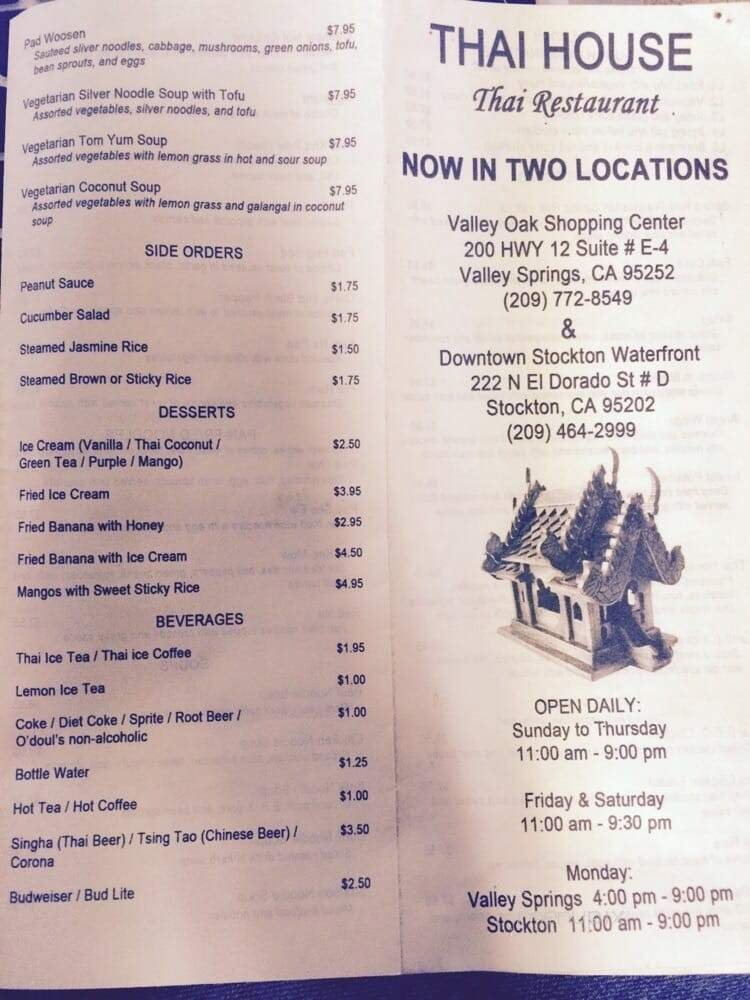 Pad Woosen $7.95
Sauteed sliver noodles, cabbage, mushrooms, green onions, tofu,
bean sprouts, and eggs
Vegetarian Silver Noodle Soup with Tofu $7.95
Assorted vegetables, silver noodles, and tofu
Vegetarian Tom Yum Soup $7.95
Assorted vegetables with lemon grass in hot and sour soup
Vegetarian Coconut Soup $7.95
Assorted vegetables with lemon grass and galangal in coconut
soup
SIDE ORDERS
Peanut Sauce $1.75
Cucumber Salad $1.75
Steamed Jasmine Rice $1.50
Steamed Brown or Sticky Rice $1.75
DESSERTS
Ice Cream (Vanilla / Thai Coconut / $2.50
Green Tea / Purple / Mango)
Fried Ice Cream $3.95
Fried Banana with Honey $2.95
Fried Banana with Ice Cream $4.50
Mangos with Sweet Sticky Rice $4.95
BEVERAGES
Thai Ice Tea / Thai ice Coffee $1.95
Lemon Ice Tea $1.00
Coke / Diet Coke / Sprite / Root Beer / $1.00
O'doul's non-alcoholic
Bottle Water $1.25
Hot Tea / Hot Coffee $1.00
Singha (Thai Beer) / Tsing Tao (Chinese Beer) / $3.50
Corona
Budweiser / Bud Lite $2.50
THAI HOUSE
Thai Restaurant
NOW IN TWO LOCATIONS
Valley Oak Shopping Center
200 HWY 12 Suite # E-4
Valley Springs, CA 95252
(209) 772-8549
&
Downtown Stockton Waterfront
222 N El Dorado St # D
Stockton, CA 95202
(209) 464-2999
OPEN DAILY:
Sunday to Thursday
11:00 am - 9:00 pm
Friday & Saturday
11:00 am - 9:30 pm
Monday:
Valley Springs 4:00 pm - 9:00 pm
Stockton 11:00 am - 9:00 pm